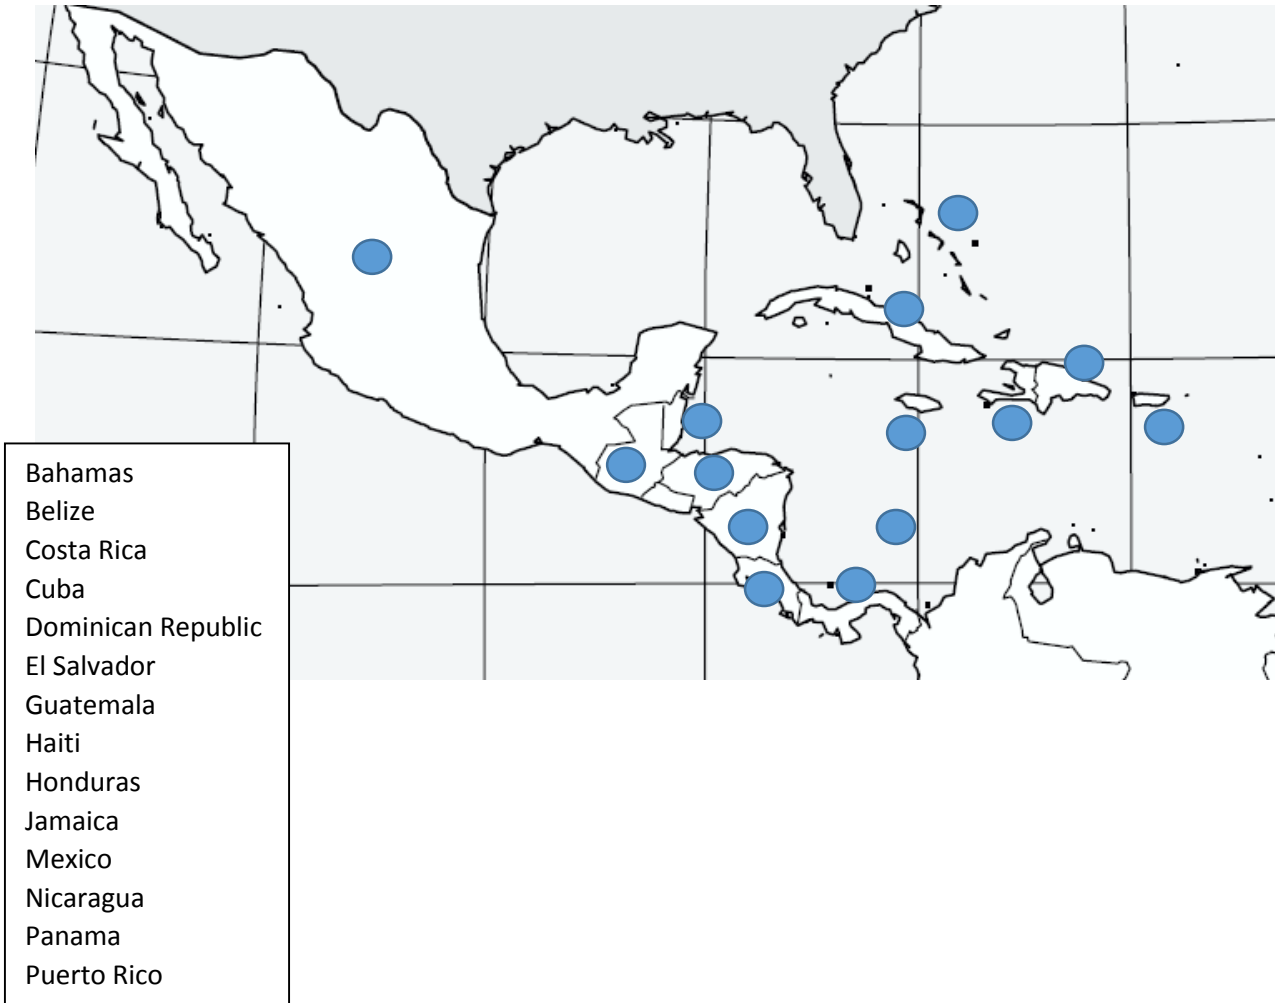 Bahamas
Belize
Costa Rica
Cuba
Dominican Republic
El Salvador
Guatemala
Haiti
Honduras
Jamaica
Mexico
Nicaragua
Panama
Puerto Rico